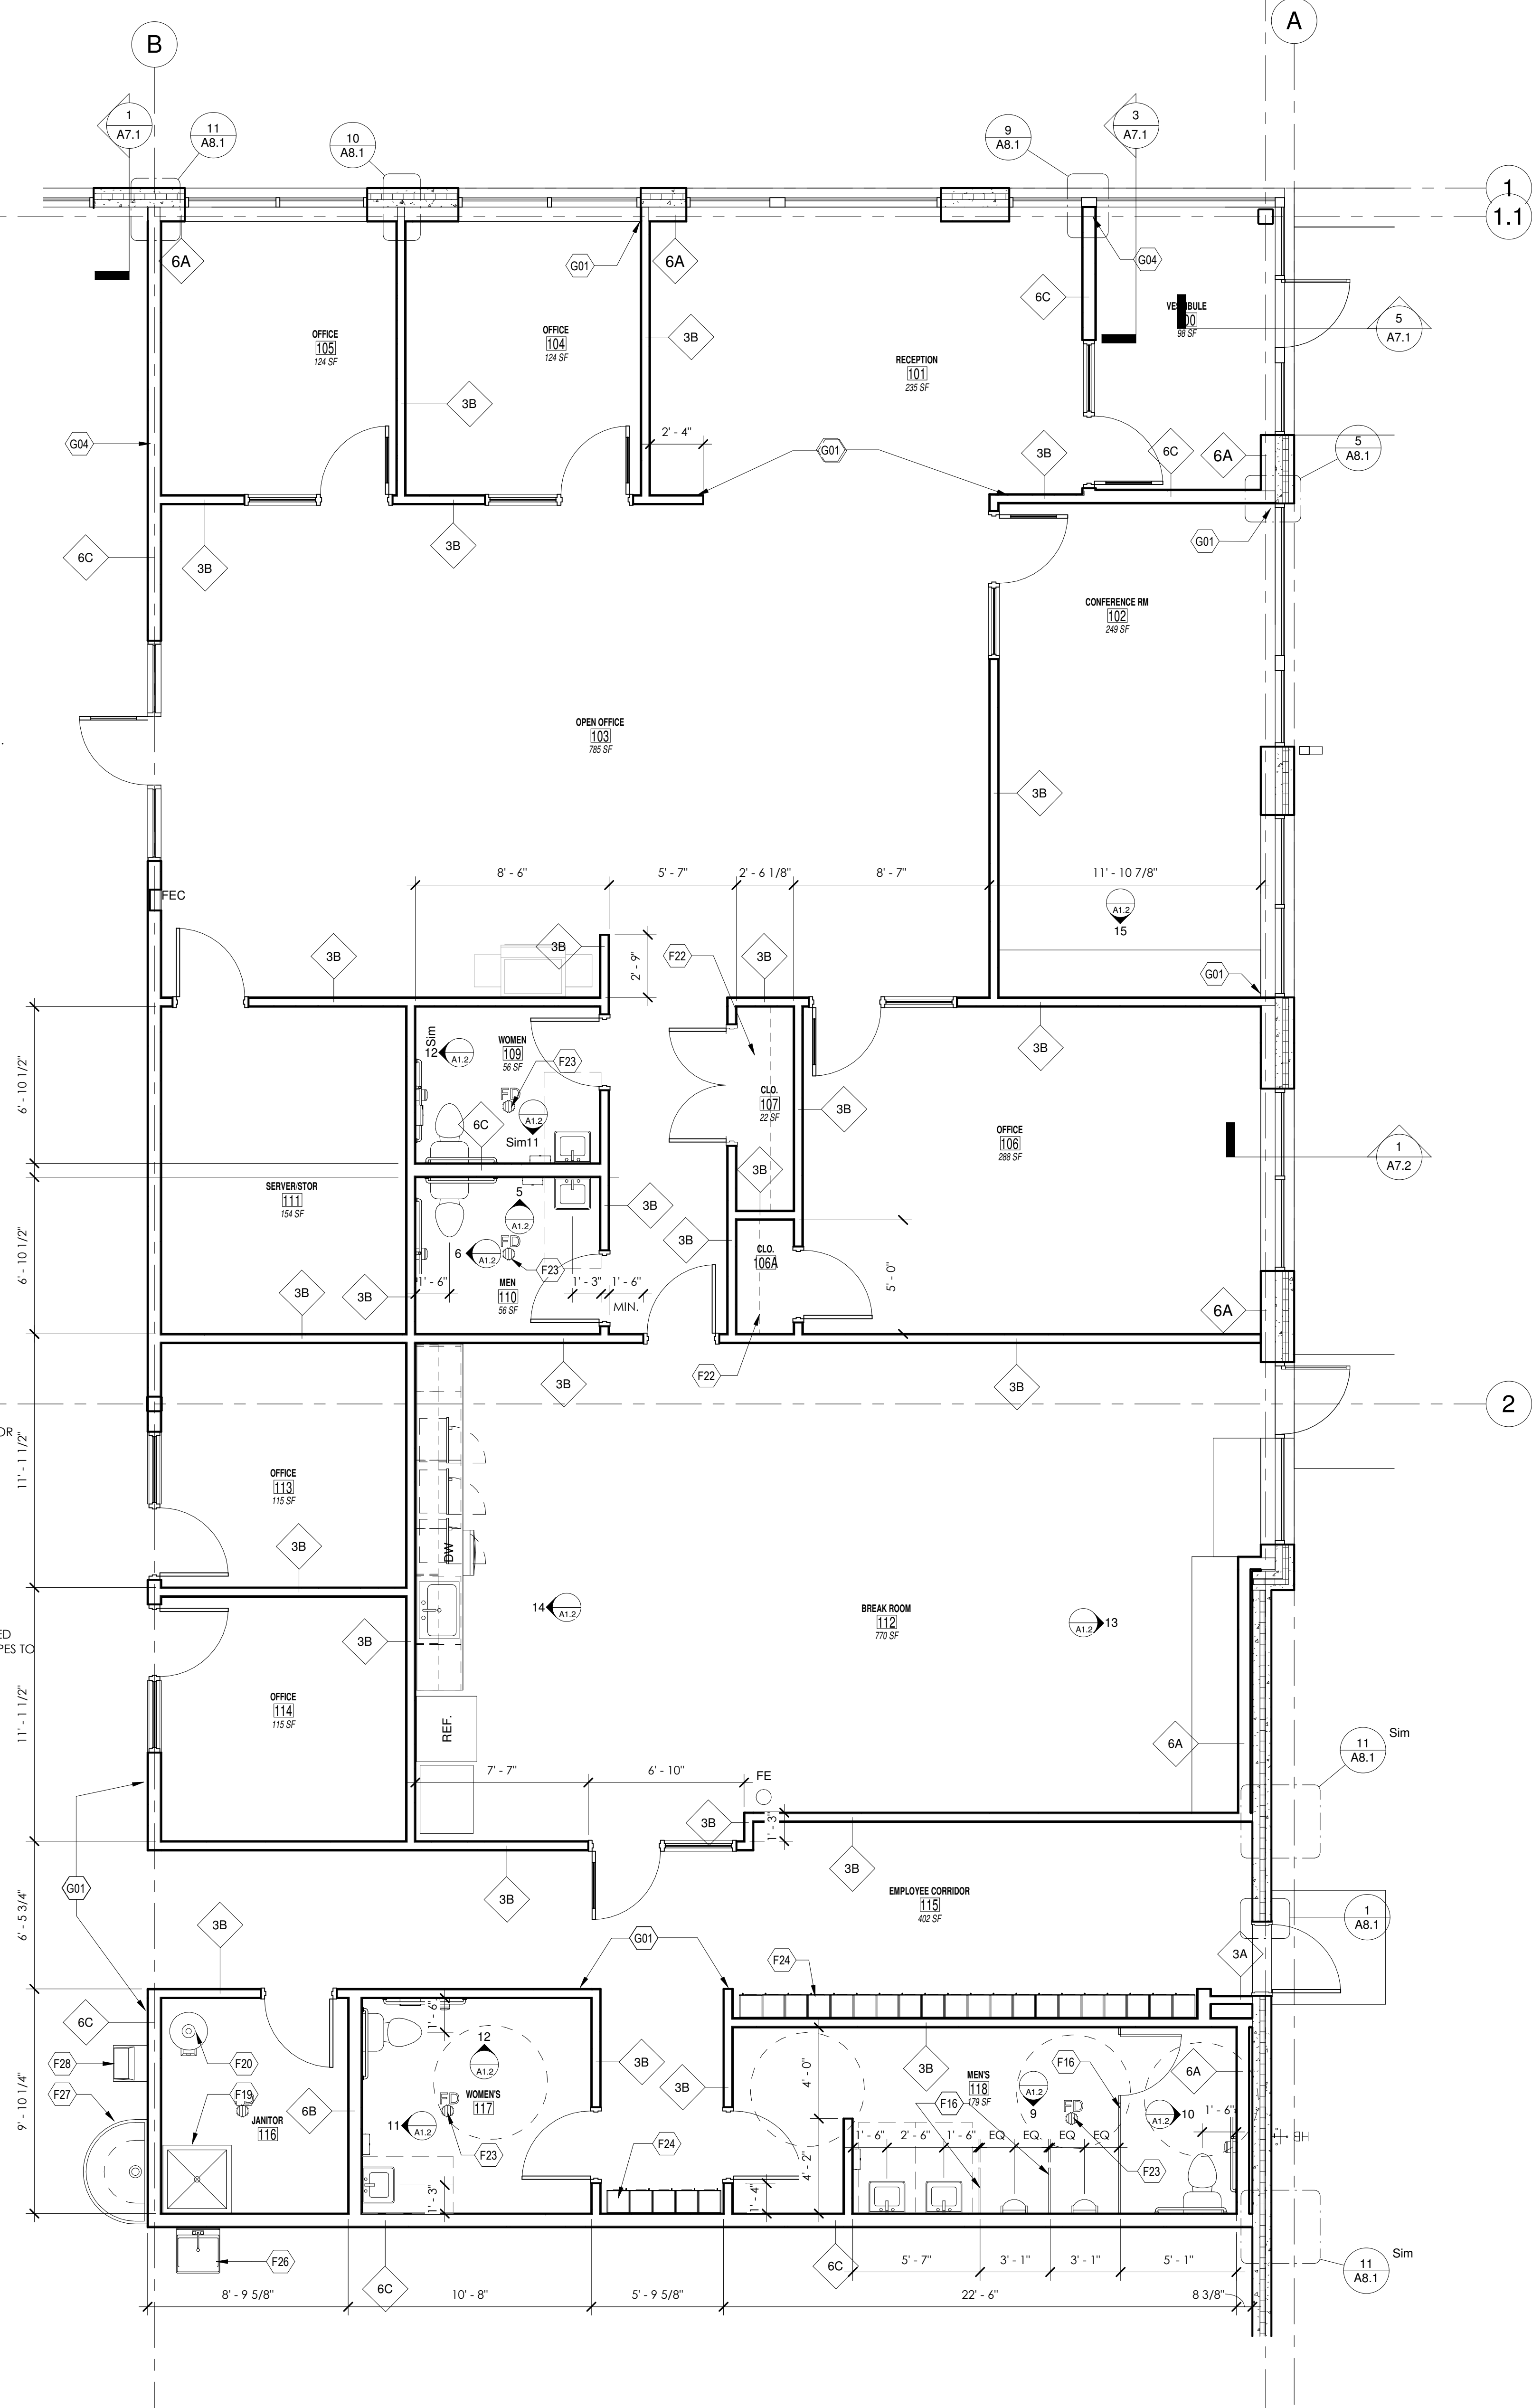 A
B
1
A7.1
11
A8.1
10
A8.1
9
A8.1
3
A7.1
1
1.1
6A
G01
6A
6C
G04
VESTIBULE
100
98 SF
5
A7.1
OFFICE
105
124 SF
OFFICE
104
124 SF
3B
RECEPTION
101
235 SF
3B
G04
2' - 4"
G01
3B
6C
6A
5
A8.1
6C
3B
3B
G01
CONFERENCE RM
102
249 SF
OPEN OFFICE
103
785 SF
.
3B
8' - 6"
5' - 7"
2' - 6 1/8"
8' - 7"
11' - 10 7/8"
FEC
A1.2
15
3B
3B
2' - 9"
F22
3B
G01
6' - 10 1/2"
Sim
12
A1.2
WOMEN
109
56 SF
F23
FD
A1.2
Sim11
6C
3B
CLO.
107
22 SF
3B
OFFICE
106
288 SF
1
A7.2
3B
SERVER/STOR
111
154 SF
6' - 10 1/2"
5
A1.2
3B
FD
6
A1.2
F23
3B
CLO.
106A
5' - 0"
1' - 6"
MEN
110
56 SF
1' - 3"
1' - 6"
MIN.
3B
3B
6A
3B
F22
3B
2
OR
11' - 1 1/2"
OFFICE
113
115 SF
3B
DW
14
A1.2
BREAK ROOM
112
770 SF
A1.2
13
ED
PES TO
3B
11' - 1 1/2"
OFFICE
114
115 SF
REF.
6A
11
A8.1
Sim
7' - 7"
6' - 10"
FE
3B
1' - 3"
G01
3B
3B
EMPLOYEE CORRIDOR
115
402 SF
1
A8.1
6' - 5 3/4"
3B
G01
F24
3A
6C
1' - 6"
12
A1.2
F28
F20
3B
3B
4' - 0"
3B
MEN'S
118
179 SF
F16
6A
F27
F19
JANITOR
116
6B
FD
WOMEN'S
117
11
A1.2
F16
A1.2
9
FD
A1.2
10
1' - 6"
HB
9' - 10 1/4"
F23
F24
1' - 6"
2' - 6"
1' - 6"
EQ
EQ.
EQ
EQ
F23
4' - 2"
1' - 3"
1' - 4"
F26
6C
6C
5' - 7"
3' - 1"
3' - 1"
5' - 1"
11
A8.1
Sim
8' - 9 5/8"
10' - 8"
5' - 9 5/8"
22' - 6"
8 3/8"